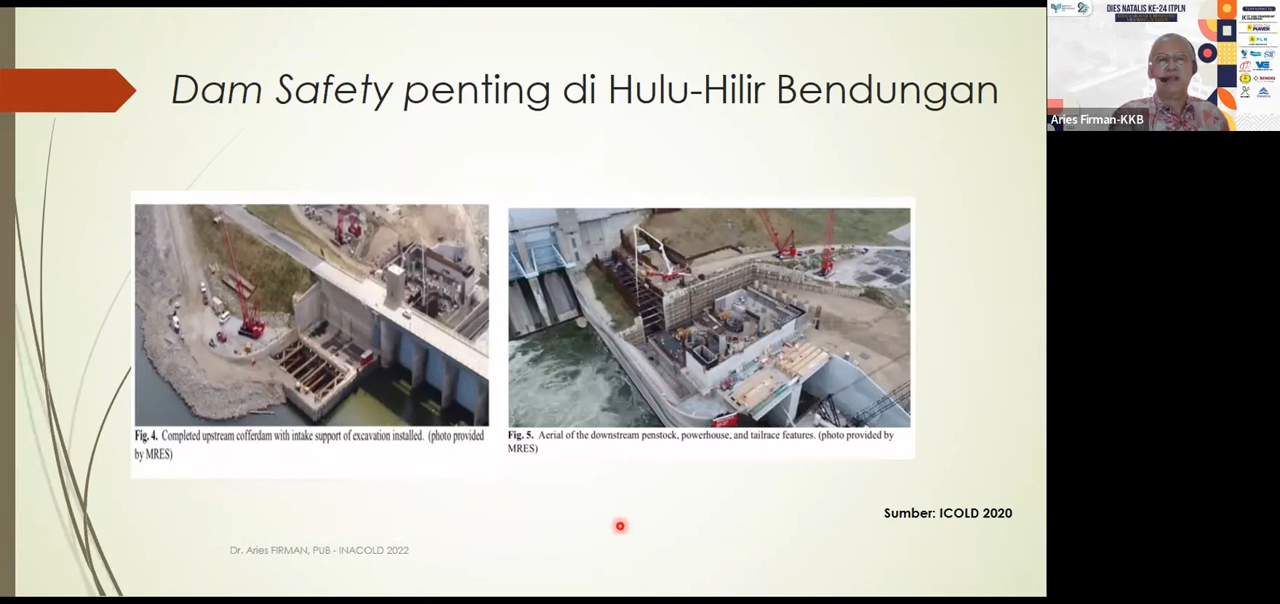 Dam Safety penting di Hulu-Hilir Bendungan
Fig. 4. Completed upstream cofferdam with intake support of excavation installed. (photo provided
by MRES)
Fig. 5. Aerial of the downstream penstock, powerhouse, and tailrace features. (photo provided by
MRES)
Sumber: ICOLD 2020
Dr. Aries FIRMAN, PUB - INACOLD 2022
DIES NATALIS KE-24 ITPLN
Aries Firman-KKB